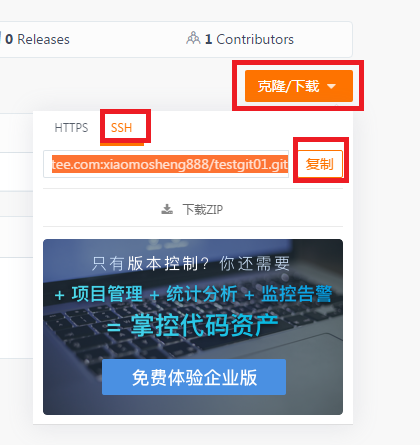 0 Releases
1 Contributors
克隆/下载
HTTPS
SSH
tee.com:xiaomosheng888/testgit01.git
复制
下载ZIP
只有版本控制？你还需要
+ 项目管理 + 统计分析 + 监控告警
= 掌控代码资产
免费体验企业版